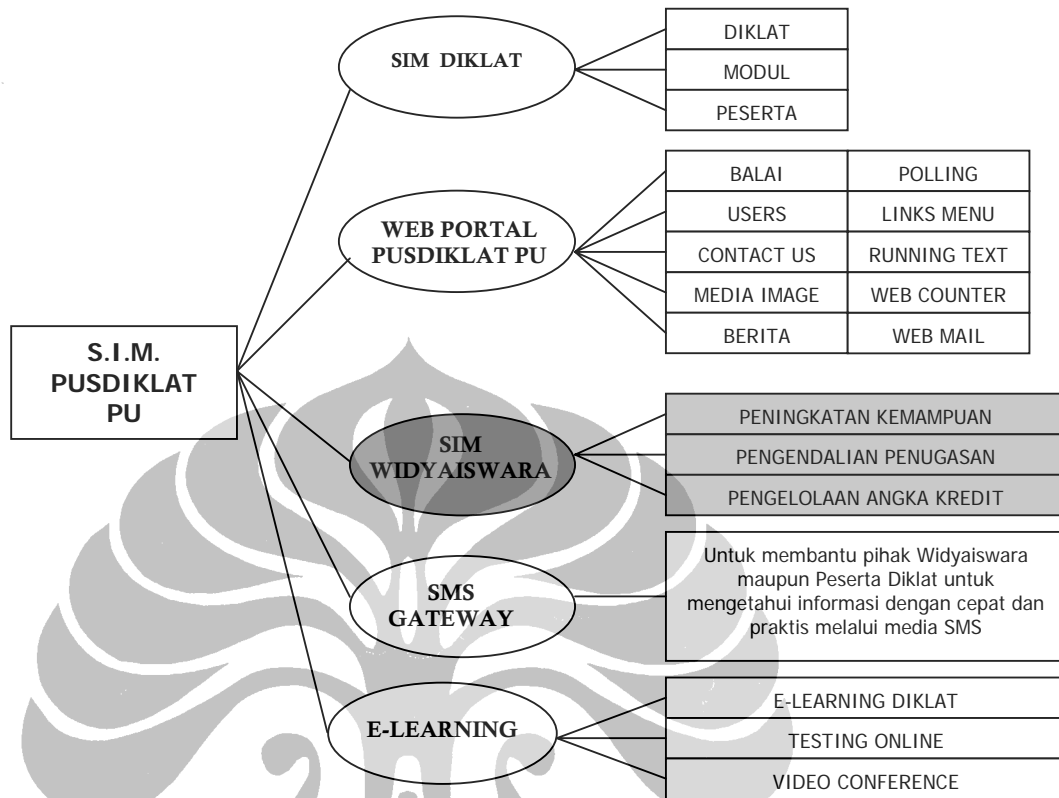 S.I.M.
PUSDIKLAT
PU
SIM DIKLAT
DIKLAT
MODUL
PESERTA
WEB PORTAL
PUSDIKLAT PU
BALAI POLLING
USERS LINKS MENU
CONTACT US RUNNING TEXT
MEDIA IMAGE WEB COUNTER
BERITA WEB MAIL
SIM
WIDYAISWARA
PENINGKATAN KEMAMPUAN
PENGENDALIAN PENUGASAN
PENGELOLAAN ANGKA KREDIT
SMS
GATEWAY
Untuk membantu pihak Widyaiswara
maupun Peserta Diklat untuk
mengetahui informasi dengan cepat dan
praktis melalui media SMS
E-LEARNING
E-LEARNING DIKLAT
TESTING ONLINE
VIDEO CONFERENCE